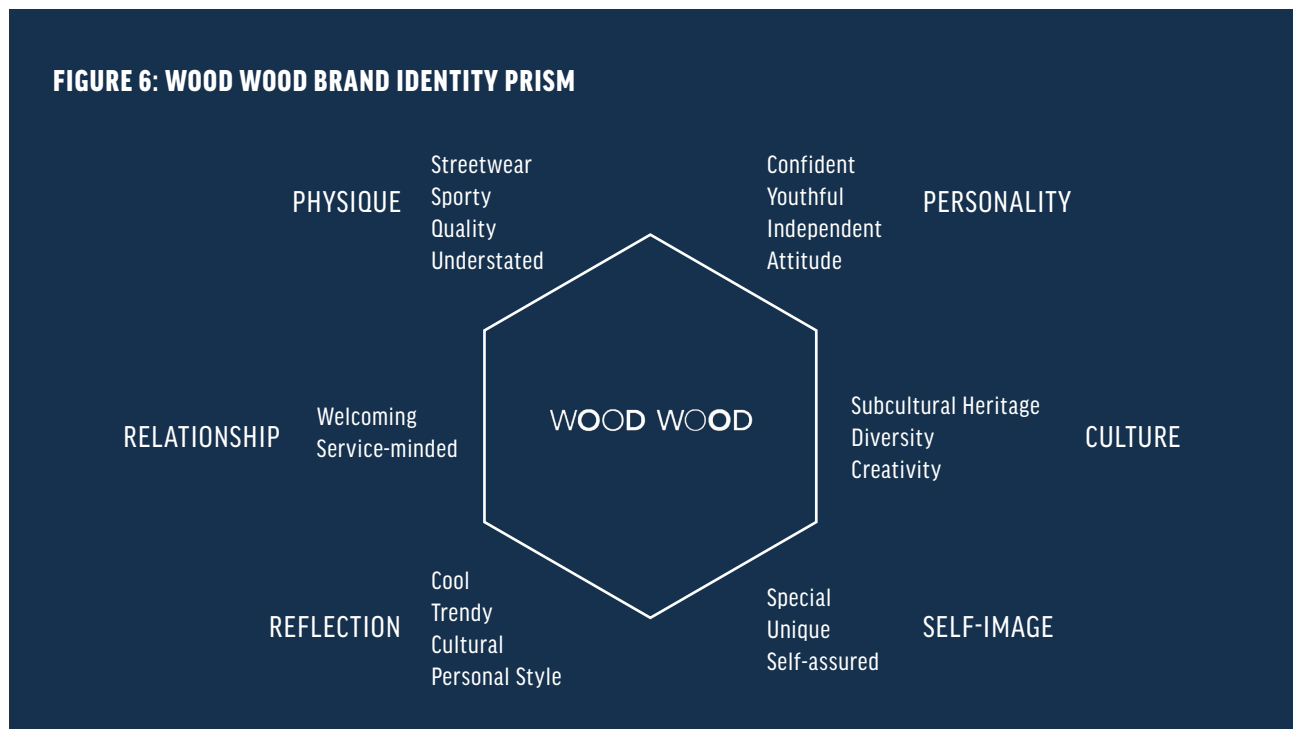 FIGURE 6: WOOD WOOD BRAND IDENTITY PRISM
PHYSIQUE
Streetwear
Sporty
Quality
Understated
Confident
Youthful
Independent
Attitude
PERSONALITY
RELATIONSHIP
Welcoming
Service-minded
WOOD WOOD
Subcultural Heritage
Diversity
Creativity
CULTURE
REFLECTION
Cool
Trendy
Cultural
Personal Style
Special
Unique
Self-assured
SELF-IMAGE